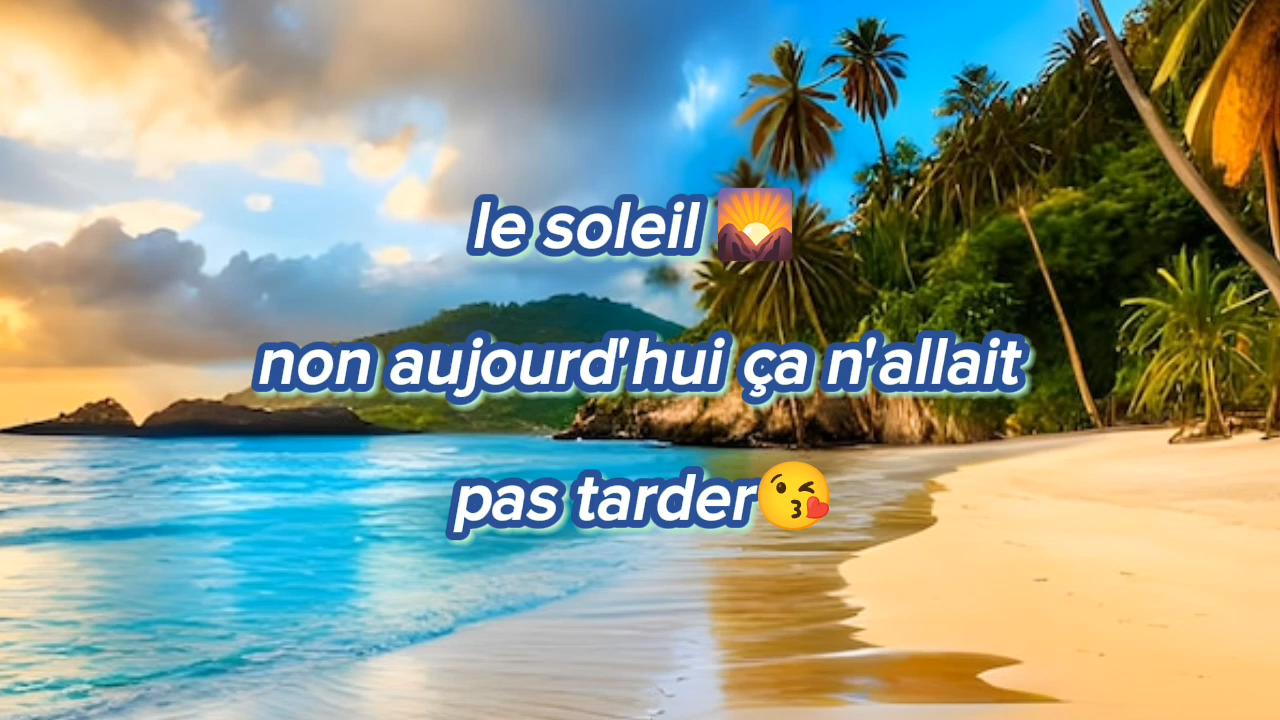 le soleil 🌄
non aujourd'hui ça n'allait
pas tarder😘